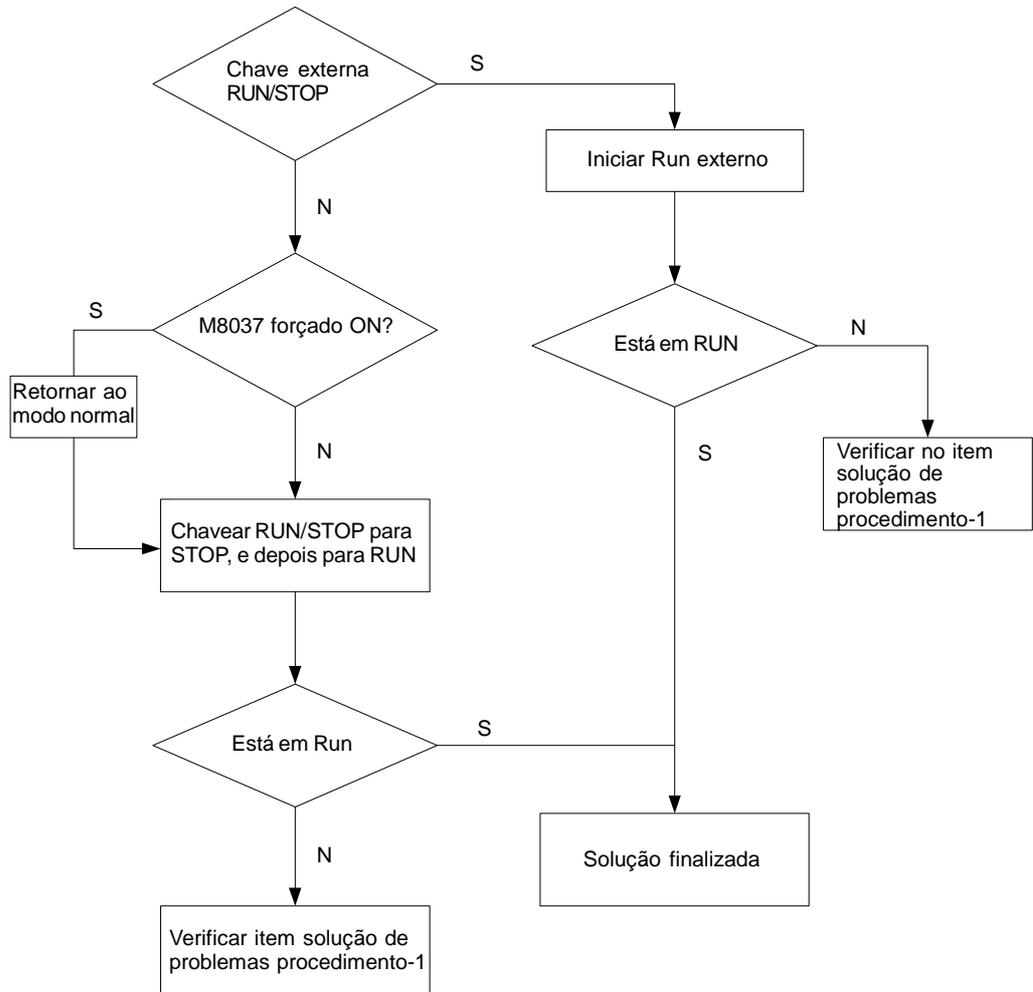 Chave externa
RUN/STOP
S
Iniciar Run externo
N
M8037 forçado ON?
S
Está em RUN
N
Retornar ao
modo normal
N
S
Verificar no item
solução de
problemas
procedimento-1
Chavear RUN/STOP para
STOP, e depois para RUN
Está em Run
S
N
Solução finalizada
Verificar item solução de
problemas procedimento-1